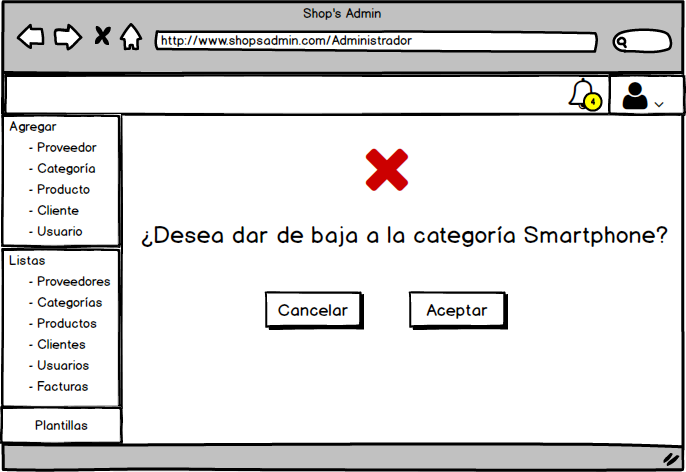 Shop's Admin
http://www.shopsadmin.com/Administrador
4
Agregar
- Proveedor
- Categoría
- Producto
- Cliente
- Usuario
Listas
- Proveedores
- Categorías
- Productos
- Clientes
- Usuarios
- Facturas
Plantillas
¿Desea dar de baja a la categoría Smartphone?
Cancelar
Aceptar